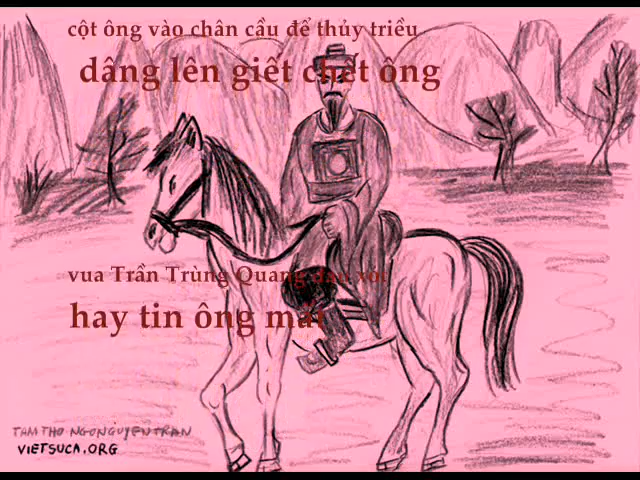 cột ông vào chân cầu để thủy triều
dâng lên giết chết ông
vua Trần Trùng Quang đau xót
hay tin ông mất
TAM THO NGONGUYENTRAN
VIETSUCA.ORG